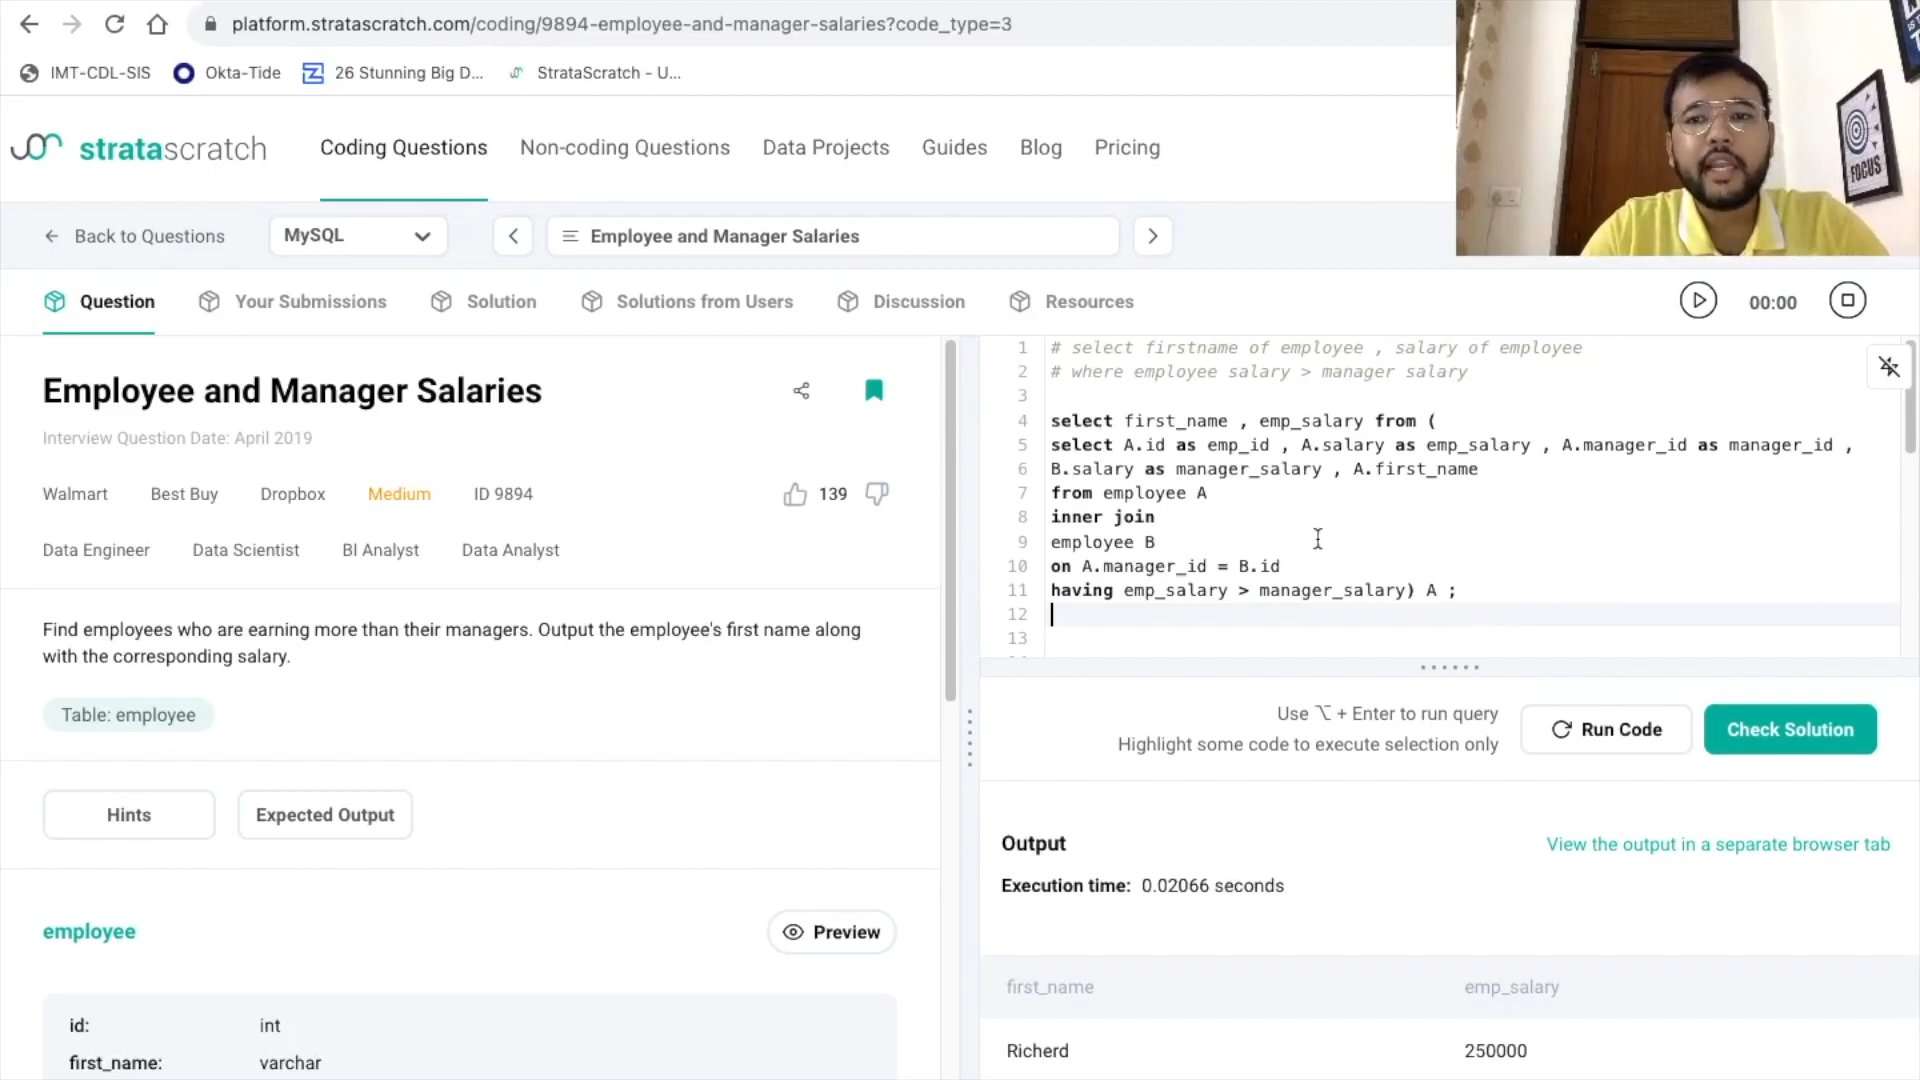 platform.stratascratch.com/coding/9894-employee-and-manager-salaries?code_type=3
IMT-CDL-SIS
Okta-Tide
26 Stunning Big D...
StrataScratch - U...
stratascratch
Coding Questions
Non-coding Questions
Data Projects
Guides
Blog
Pricing
Back to Questions
MySQL
Employee and Manager Salaries
Question
Your Submissions
Solution
Solutions from Users
Discussion
Resources
00:00
Employee and Manager Salaries
Interview Question Date: April 2019
Walmart
Best Buy
Dropbox
Medium
ID 9894
139
Data Engineer
Data Scientist
BI Analyst
Data Analyst
Find employees who are earning more than their managers. Output the employee's first name along
with the corresponding salary.
Table: employee
Hints
Expected Output
employee
Preview
id: int
first_name: varchar
1 # select firstname of employee , salary of employee
2 # where employee salary > manager salary
3
4 select first_name , emp_salary from (
5 select A.id as emp_id , A.salary as emp_salary , A.manager_id as manager_id ,
6 B.salary as manager_salary , A.first_name
7 from employee A
8 inner join
9 employee B
10 on A.manager_id = B.id
11 having emp_salary > manager_salary) A ;
12
13
Use ⌥ + Enter to run query
Highlight some code to execute selection only
Run Code
Check Solution
Output
View the output in a separate browser tab
Execution time: 0.02066 seconds
first_name emp_salary
Richerd 250000
FOCUS